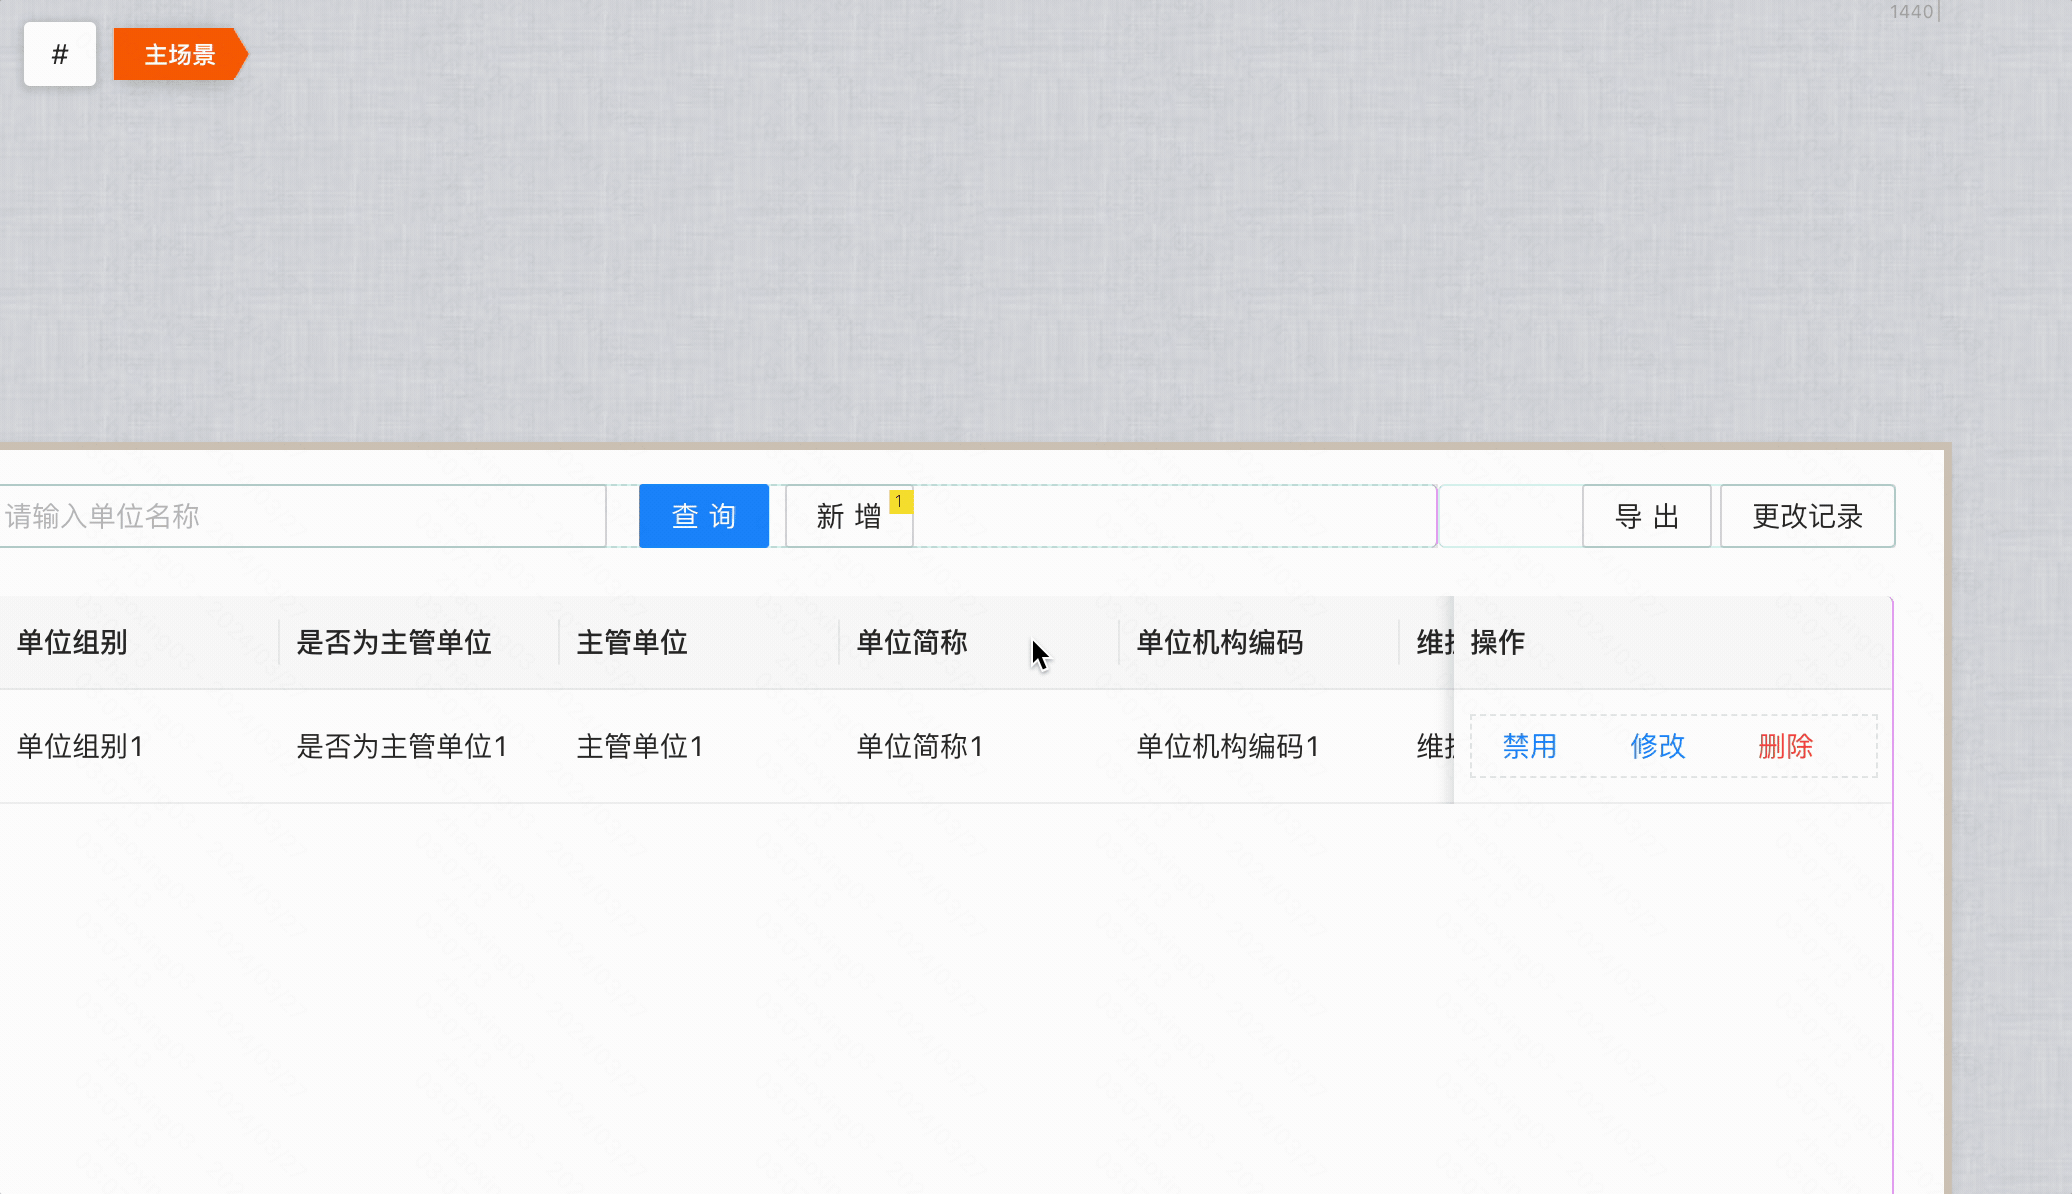 1440
#
主场景
请输入单位名称
查 询
新 增
1
导 出
更改记录
单位组别
是否为主管单位
主管单位
单位简称
单位机构编码
维
操作
单位组别1
是否为主管单位1
主管单位1
单位简称1
单位机构编码1
维
禁用
修改
删除